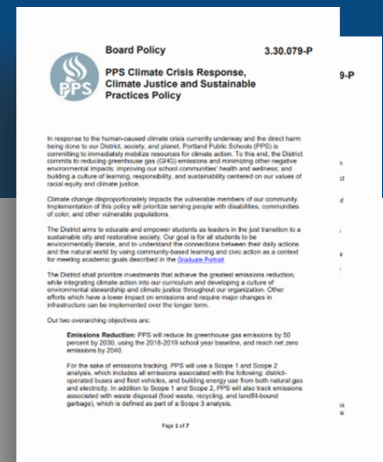 Board Policy 3.30.079-P
PPS
PPS Climate Crisis Response,
Climate Justice and Sustainable
Practices Policy
9-P
In response to the human-caused climate crisis currently underway and the direct harm
being done to our District, society, and planet, Portland Public Schools (PPS) is
committing to immediately mobilize resources for climate action. To this end, the District
commits to reducing greenhouse gas (GHG) emissions and minimizing other negative
environmental impacts; improving our school communities' health and wellness; and
building a culture of learning, responsibility, and sustainability centered on our values of
racial equity and climate justice.
Climate change disproportionately impacts the vulnerable members of our community.
Implementation of this policy will prioritize serving people with disabilities, communities
of color, and other vulnerable populations.
The District aims to educate and empower students as leaders in the just transition to a
sustainable city and restorative society. Our goal is for all students to be
environmentally literate, and to understand the connections between their daily actions
and the natural world by using community-based learning and civic action as a context
for meeting academic goals described in the Graduate Portrait.
The District shall prioritize investments that achieve the greatest emissions reduction,
while integrating climate action into our curriculum and developing a culture of
environmental stewardship and climate justice throughout our organization. Other
efforts which have a lower impact on emissions and require major changes in
infrastructure can be implemented over the longer term.
Our two overarching objectives are:
Emissions Reduction: PPS will reduce its greenhouse gas emissions by 50
percent by 2030, using the 2018-2019 school year baseline, and reach net zero
emissions by 2040.
For the sake of emissions tracking, PPS will use a Scope 1 and Scope 2
analysis, which includes all emissions associated with the following: district-
operated buses and fleet vehicles, and building energy use from both natural gas
and electricity. In addition to Scope 1 and Scope 2, PPS will also track emissions
associated with waste disposal (food waste, recycling, and landfill-bound
garbage), which is defined as part of a Scope 3 analysis.
Page 1 of 7